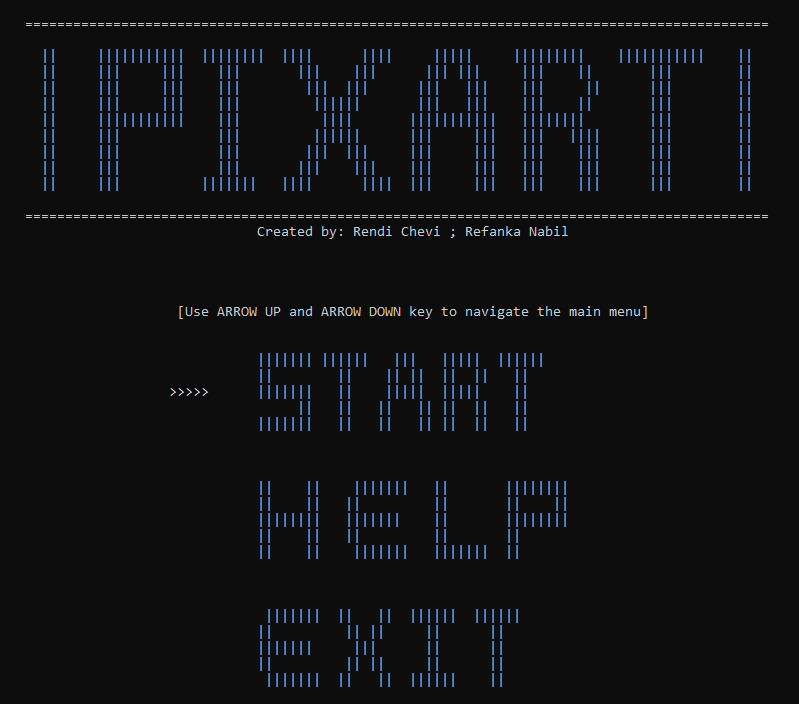 PIXART
Created by: Rendi Chevi ; Refanka Nabil
[Use ARROW UP and ARROW DOWN key to navigate the main menu]
>>>>> START
HELP
EXIT